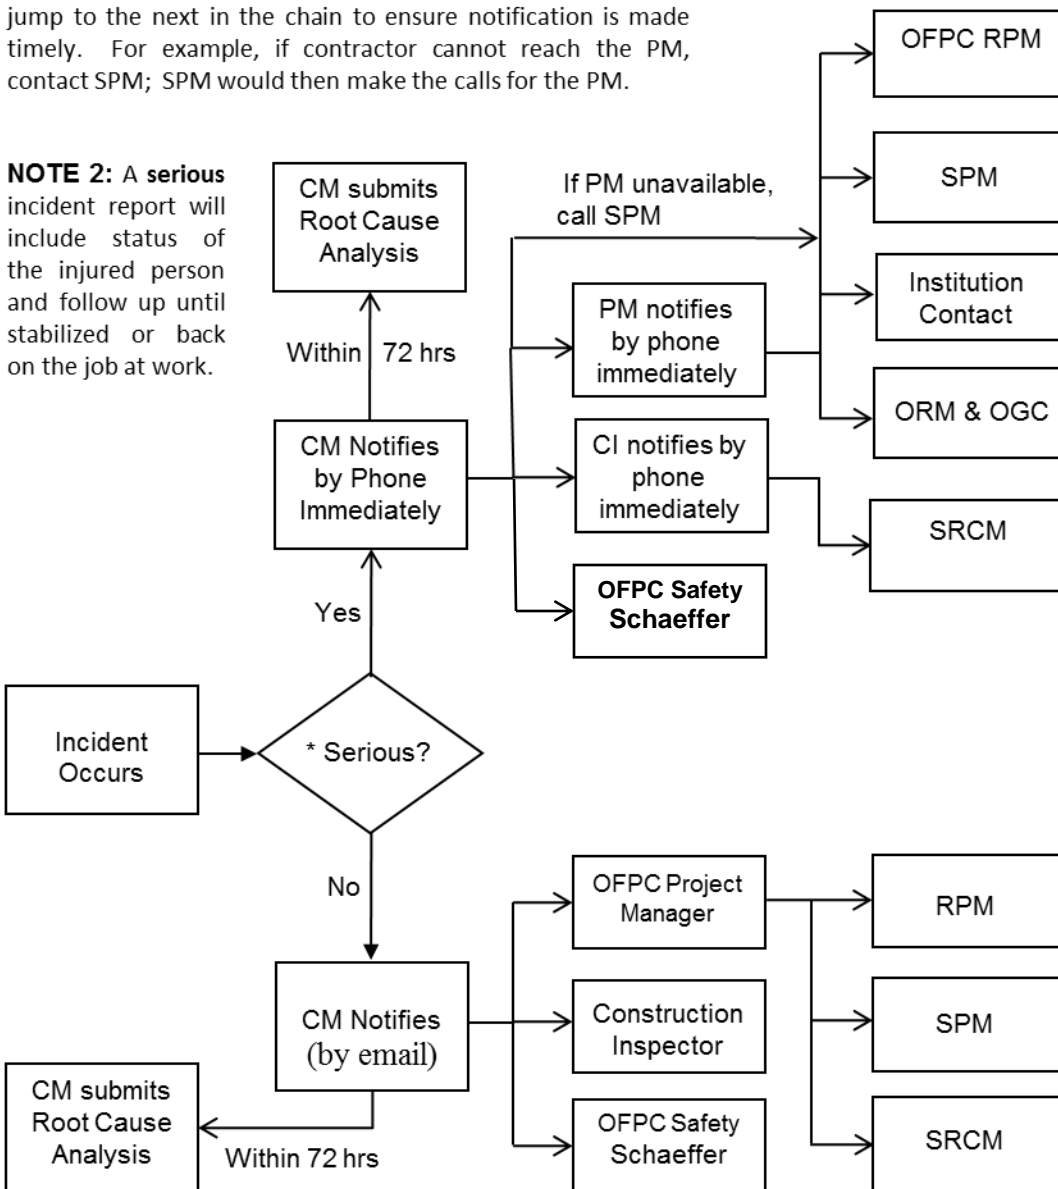 jump to the next in the chain to ensure notification is made
timely. For example, if contractor cannot reach the PM,
contact SPM; SPM would then make the calls for the PM.
NOTE 2: A serious
incident report will
include status of
the injured person
and follow up until
stabilized or back
on the job at work.
CM submits
Root Cause
Analysis
Within 72 hrs
CM Notifies
by Phone
Immediately
If PM unavailable,
call SPM
PM notifies
by phone
immediately
CI notifies by
phone
immediately
OFPC Safety
Schaeffer
OFPC RPM
SPM
Institution
Contact
ORM & OGC
SRCM
Yes
Incident
Occurs
* Serious?
No
CM Notifies
(by email)
CM submits
Root Cause
Analysis
Within 72 hrs
OFPC Project
Manager
Construction
Inspector
OFPC Safety
Schaeffer
RPM
SPM
SRCM